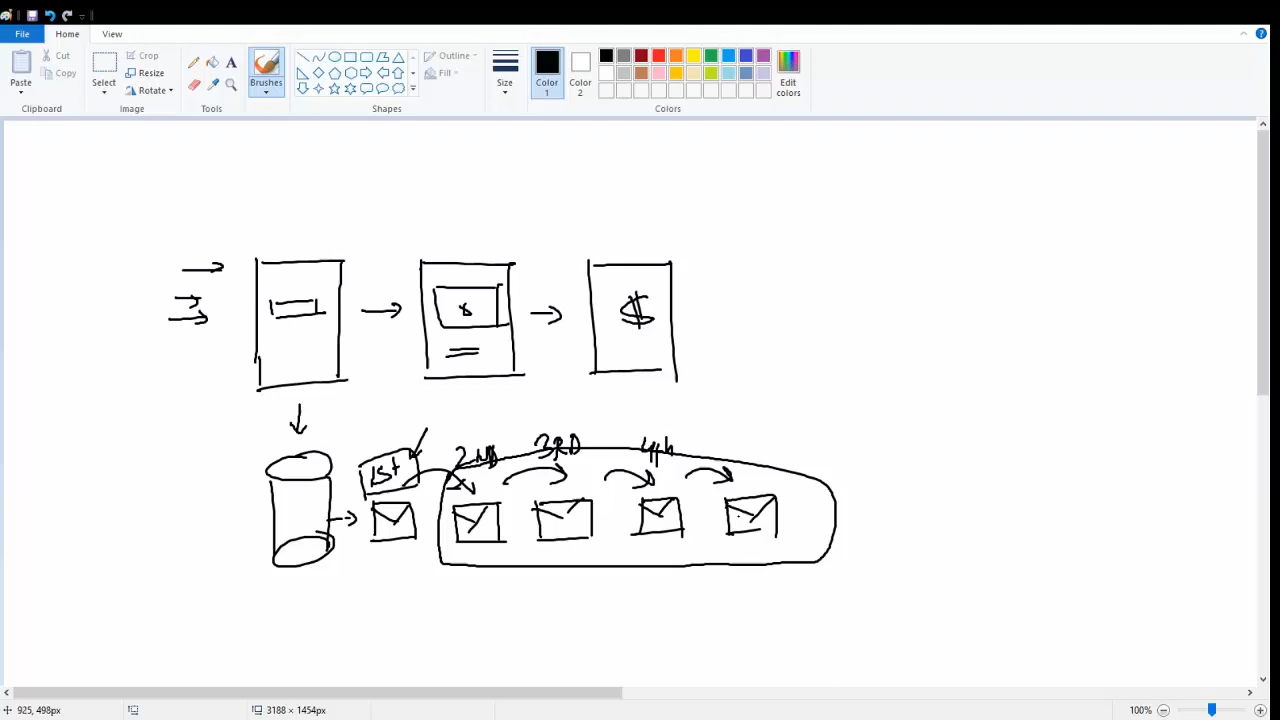 File Home View
Paste
Cut
Copy
Clipboard
Select
Crop
Resize
Rotate
Image
A
Tools
Brushes
Outline
Fill
Shapes
Size
Color 1
Color 2
Edit colors
Colors
$
1st 2ND 3RD 4th
925, 498px 3188 × 1454px 100%